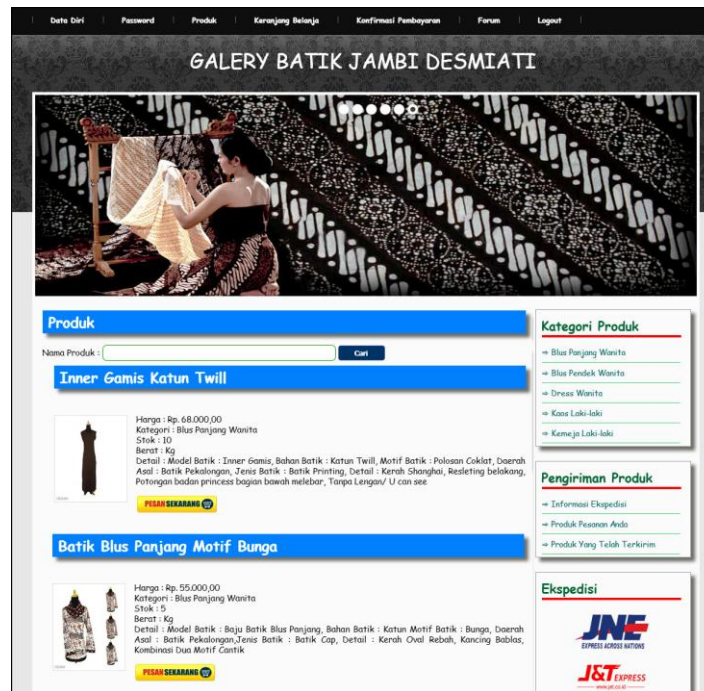 Data Diri | Password | Produk | Keranjang Belanja | Konfirmasi Pembayaran | Forum | Logout
GALERY BATIK JAMBI DESMIATI
Produk
Nama Produk : Cari
Inner Gamis Katun Twill
Harga : Rp. 68.000,00
Kategori : Blus Panjang Wanita
Stok : 10
Berat : Kg
Detail : Model Batik : Inner Gamis, Bahan Batik : Katun Twill, Motif Batik : Polosan Coklat, Daerah
Asal : Batik Pekalongan, Jenis Batik : Batik Printing, Detail : Kerah Shanghai, Resleting belakang,
Potongan badan princess bagian bawah melebar, Tanpa Lengan/ U can see
PESAN SEKARANG
Batik Blus Panjang Motif Bunga
Harga : Rp. 55.000,00
Kategori : Blus Panjang Wanita
Stok : 5
Berat : Kg
Detail : Model Batik : Baju Batik Blus Panjang, Bahan Batik : Katun Motif Batik : Bunga, Daerah
Asal : Batik Pekalongan,Jenis Batik : Batik Cap, Detail : Kerah Oval Rebah, Kancing Bablas,
Kombinasi Dua Motif Cantik
PESAN SEKARANG
Kategori Produk
⇒ Blus Panjang Wanita
⇒ Blus Pendek Wanita
⇒ Dress Wanita
⇒ Kaos Laki-laki
⇒ Kemeja Laki-laki
Pengiriman Produk
⇒ Informasi Ekspedisi
⇒ Produk Pesanan Anda
⇒ Produk Yang Telah Terkirim
Ekspedisi
JNE
EXPRESS ACROSS NATIONS
J&T EXPRESS
www.jet.co.id